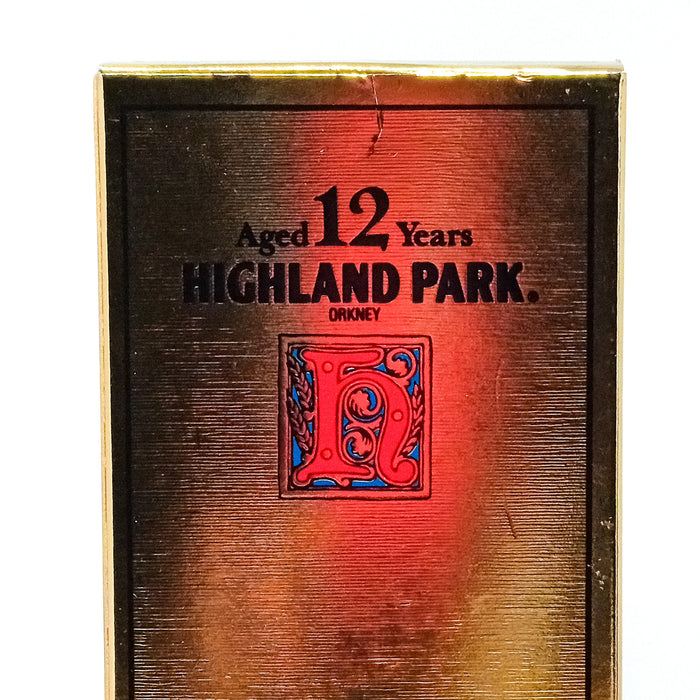 Aged 12 Years
HIGHLAND PARK.
ORKNEY
H